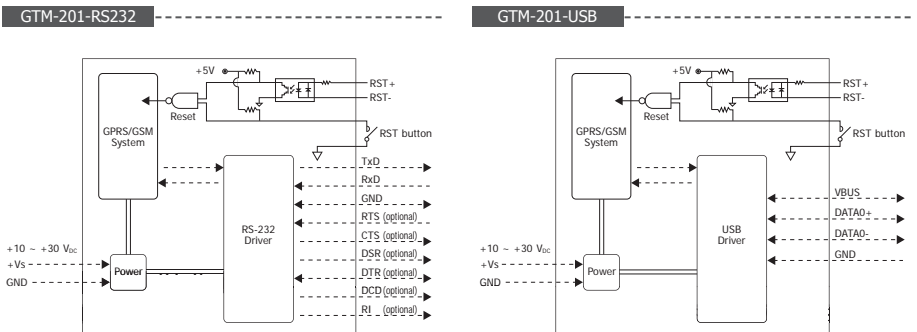 GTM-201-RS232
+5V
RST+
RST-
Reset
GPRS/GSM
System
RST button
TxD
RxD
GND
RTS (optional)
CTS (optional)
DSR (optional)
DTR (optional)
DCD (optional)
RI (optional)
RS-232
Driver
+10 ~ +30 VDC
+Vs
GND
Power
GTM-201-USB
+5V
RST+
RST-
Reset
GPRS/GSM
System
RST button
VBUS
DATA0+
DATA0-
GND
USB
Driver
+10 ~ +30 VDC
+Vs
GND
Power